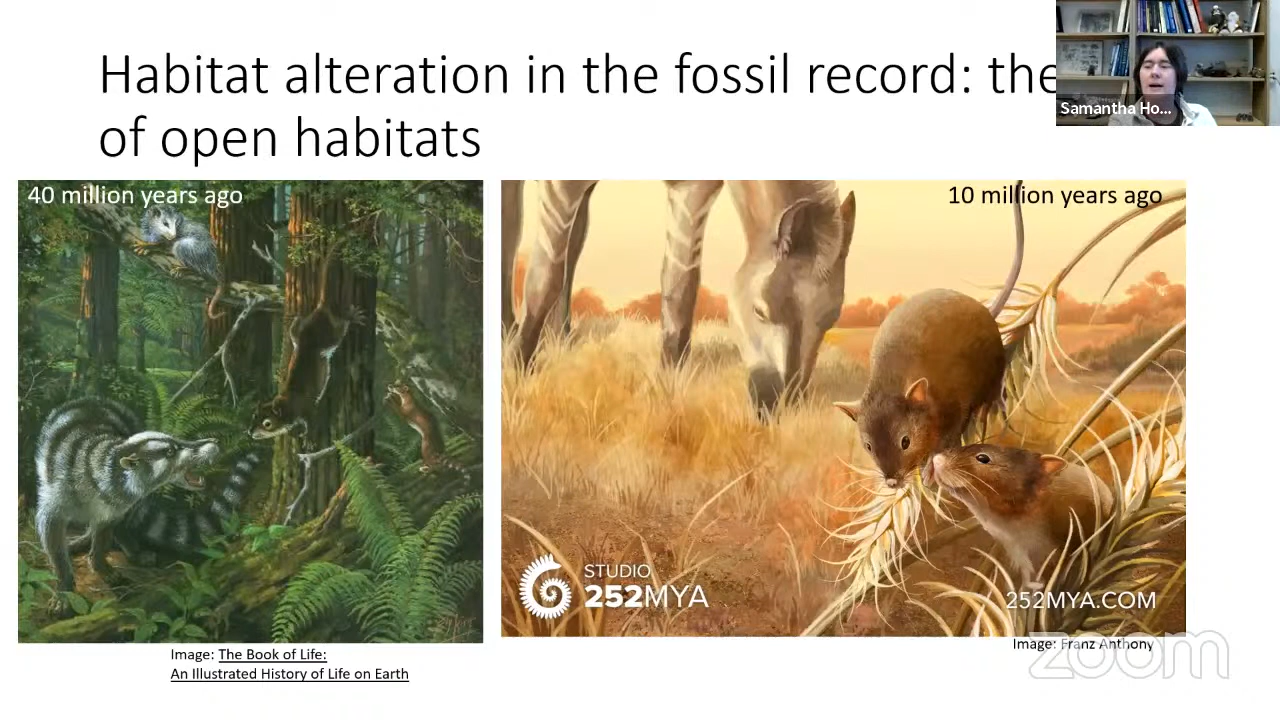 Habitat alteration in the fossil record: the
of open habitats
Samantha Ho...
40 million years ago
10 million years ago
STUDIO
252MYA
252MYA.COM
Image: The Book of Life:
An Illustrated History of Life on Earth
Image: Franz Anthony
zoom